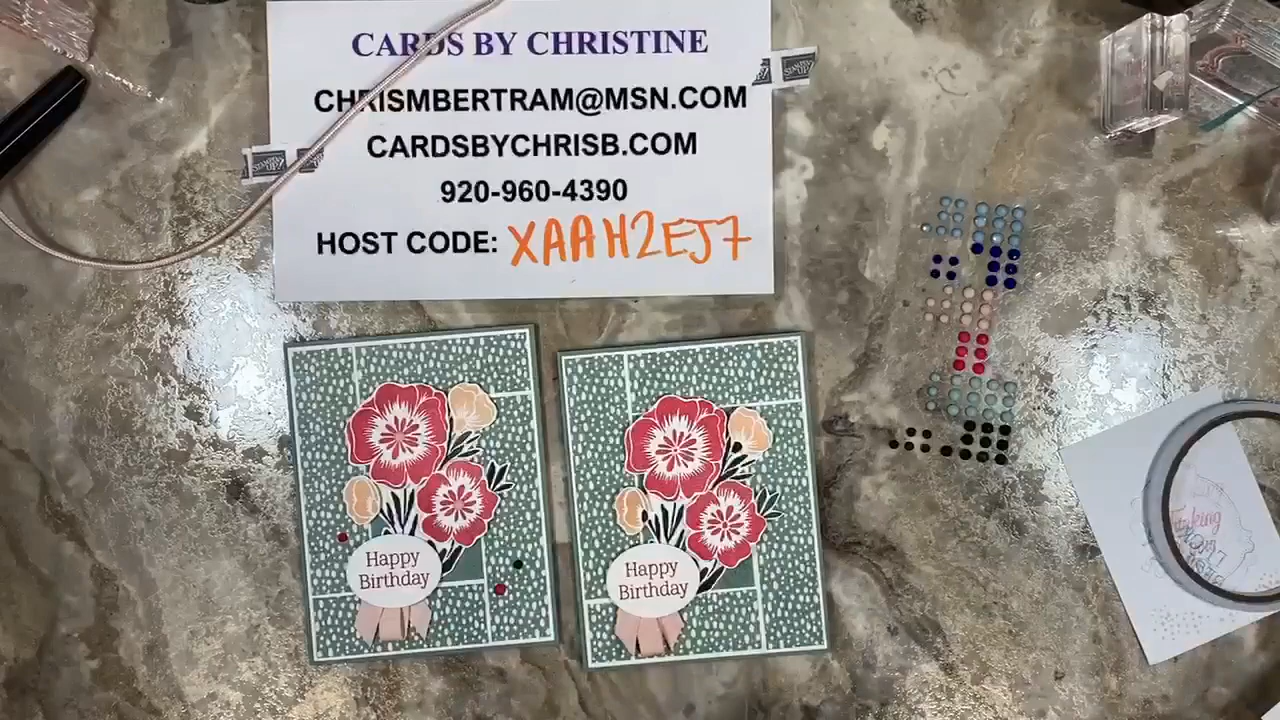 CARDS BY CHRISTINE
CHRISMBERTRAM@MSN.COM
CARDSBYCHRISB.COM
920-960-4390
HOST CODE: XAAH2EJ7
Happy
Birthday
Happy
Birthday